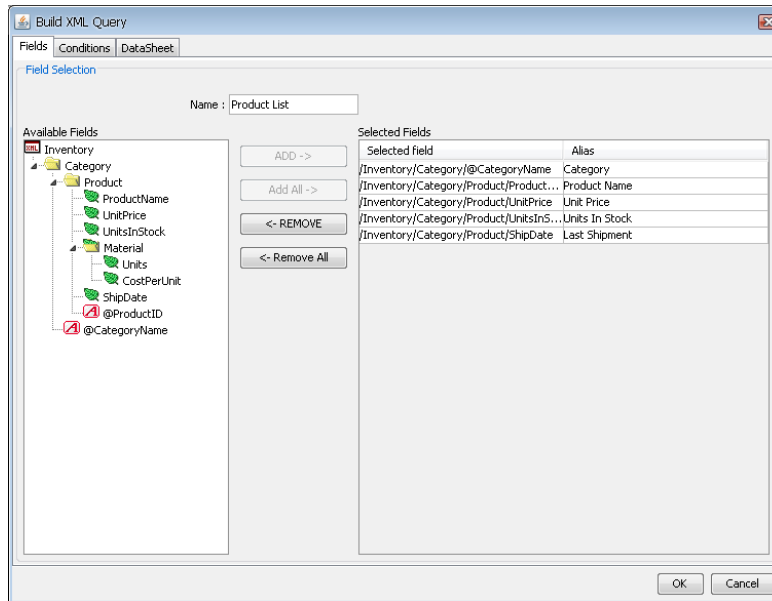 Build XML Query
Fields Conditions DataSheet
Field Selection
Name : Product List
Available Fields
XML Inventory
Category
Product
ProductName
UnitPrice
UnitsInStock
Material
Units
CostPerUnit
ShipDate
A @ProductID
A @CategoryName
ADD ->
Add All ->
<- REMOVE
<- Remove All
Selected Fields
Selected field Alias
/Inventory/Category/@CategoryName Category
/Inventory/Category/Product/Product... Product Name
/Inventory/Category/Product/UnitPrice Unit Price
/Inventory/Category/Product/UnitsInS... Units In Stock
/Inventory/Category/Product/ShipDate Last Shipment
OK Cancel